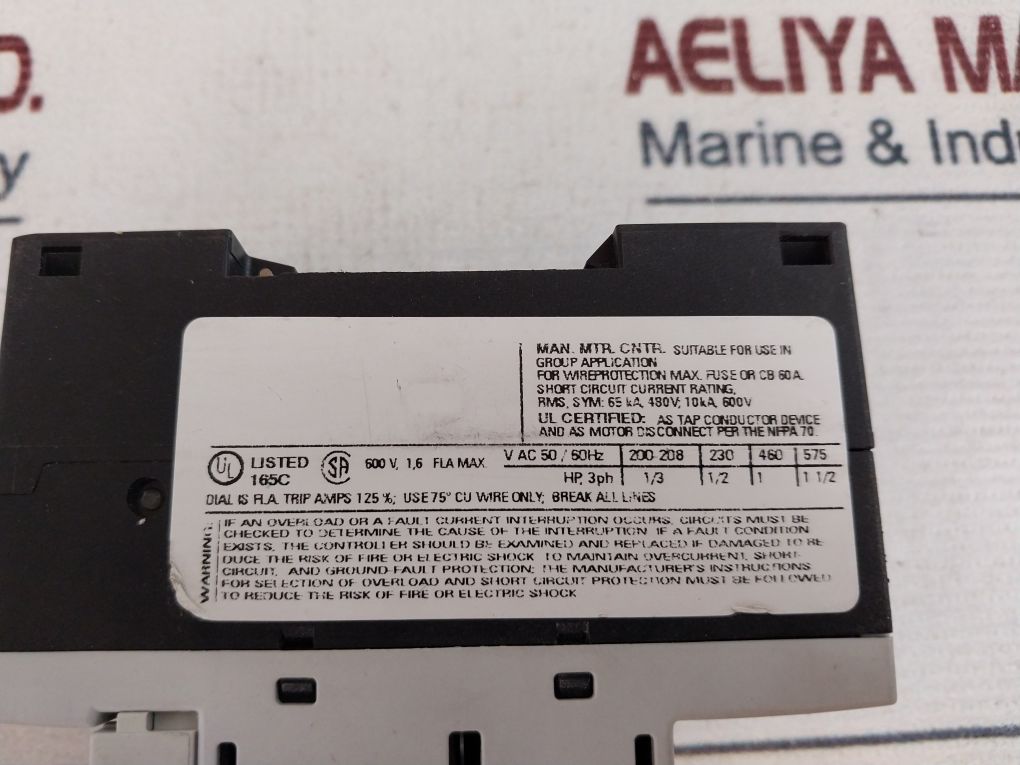 D.
y
AELIYA MA
Marine & Indu
MAN. MTR. CNTR. SUITABLE FOR USE IN
GROUP APPLICATION
FOR WIREPROTECTION MAX. FUSE OR CB 60A.
SHORT CIRCUIT CURRENT RATING,
RMS, SYM: 65 kA, 480V; 10kA, 600V
UL CERTIFIED: AS TAP CONDUCTOR DEVICE
AND AS MOTOR DISCONNECT PER THE NFPA 70.
UL LISTED 165C SA 600 V, 1,6 FLA MAX.
V AC 50 / 60Hz 200-208 230 460 575
HP, 3ph 1/3 1/2 1 1 1/2
DIAL IS FLA. TRIP AMPS 125 %; USE 75° CU WIRE ONLY; BREAK ALL LINES
WARNING:
IF AN OVERLOAD OR A FAULT CURRENT INTERRUPTION OCCURS, CIRCUITS MUST BE
CHECKED TO DETERMINE THE CAUSE OF THE INTERRUPTION. IF A FAULT CONDITION
EXISTS, THE CONTROLLER SHOULD BE EXAMINED AND REPLACED IF DAMAGED TO RE
DUCE THE RISK OF FIRE OR ELECTRIC SHOCK. TO MAINTAIN OVERCURRENT, SHORT-
CIRCUIT, AND GROUND-FAULT PROTECTION; THE MANUFACTURER'S INSTRUCTIONS
FOR SELECTION OF OVERLOAD AND SHORT CIRCUIT PROTECTION MUST BE FOLLOWED
TO REDUCE THE RISK OF FIRE OR ELECTRIC SHOCK